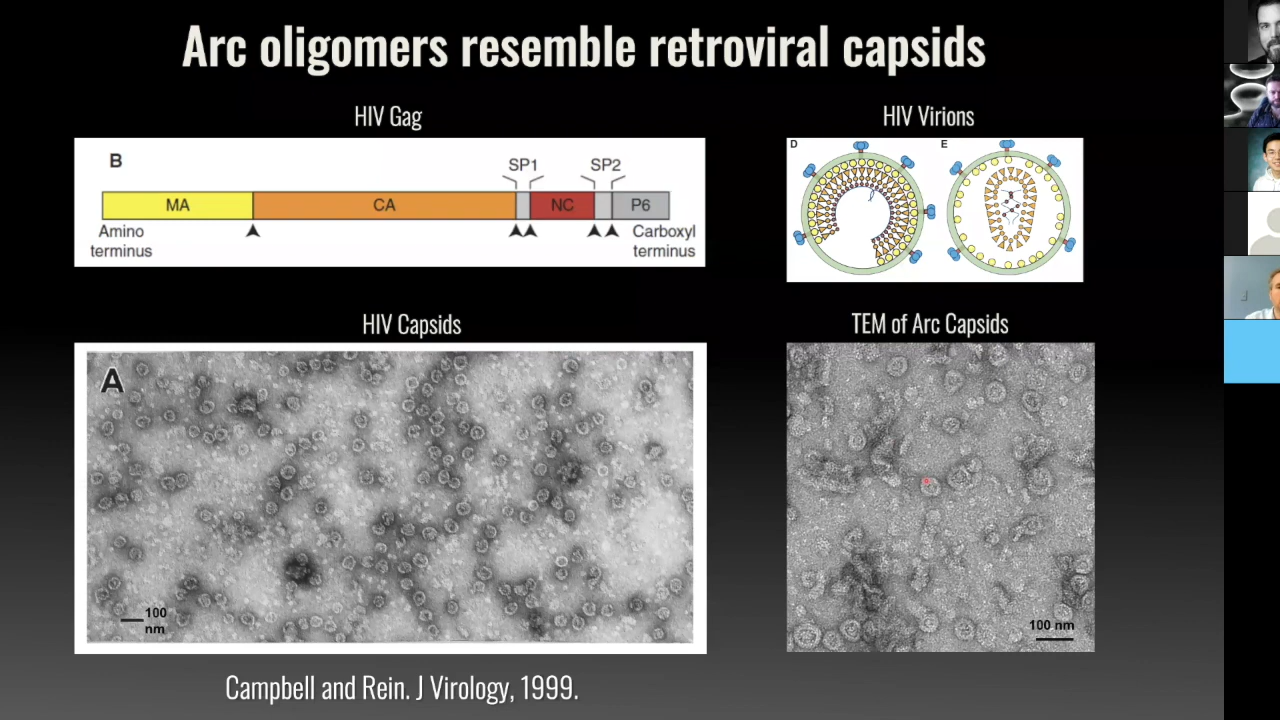 Arc oligomers resemble retroviral capsids
HIV Gag
B
SP1
SP2
MA
CA
NC
P6
Amino
terminus
Carboxyl
terminus
HIV Virions
D
E
HIV Capsids
A
100
nm
TEM of Arc Capsids
100 nm
Campbell and Rein. J Virology, 1999.